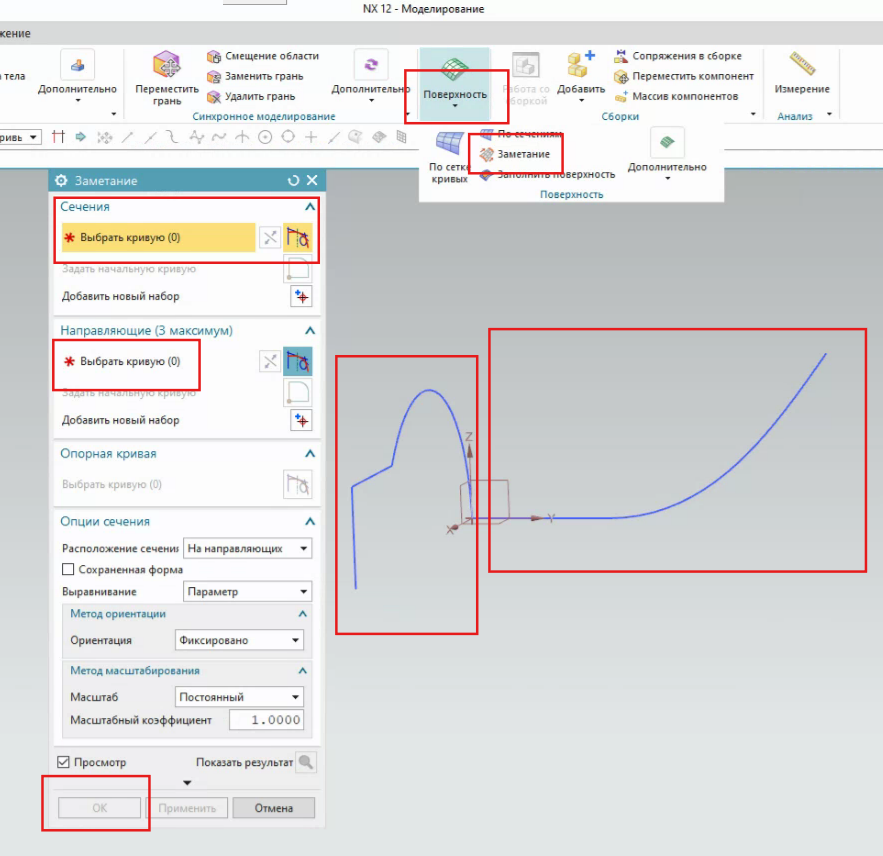 NX 12 - Моделирование
жение
Смещение области
Сопряжения в сборке
тела
Заменить грань
Переместить компонент
Дополнительно
Переместить грань
Удалить грань
Дополнительно
Поверхность
Работа со сборкой
Добавить
Массив компонентов
Измерение
Синхронное моделирование
Сборки
Анализ
ривь
По сечениям
Заметание
По сетке кривых
Заполнить поверхность
Дополнительно
Поверхность
Заметание
Сечения
* Выбрать кривую (0)
Задать начальную кривую
Добавить новый набор
Направляющие (3 максимум)
* Выбрать кривую (0)
Задать начальную кривую
Добавить новый набор
Опорная кривая
Выбрать кривую (0)
Опции сечения
Расположение сечени На направляющих
Сохраненная форма
Выравнивание Параметр
Метод ориентации
Ориентация Фиксировано
Метод масштабирования
Масштаб Постоянный
Масштабный коэффициент 1.0000
Просмотр Показать результат
ОК Применить Отмена
Z
X
Y